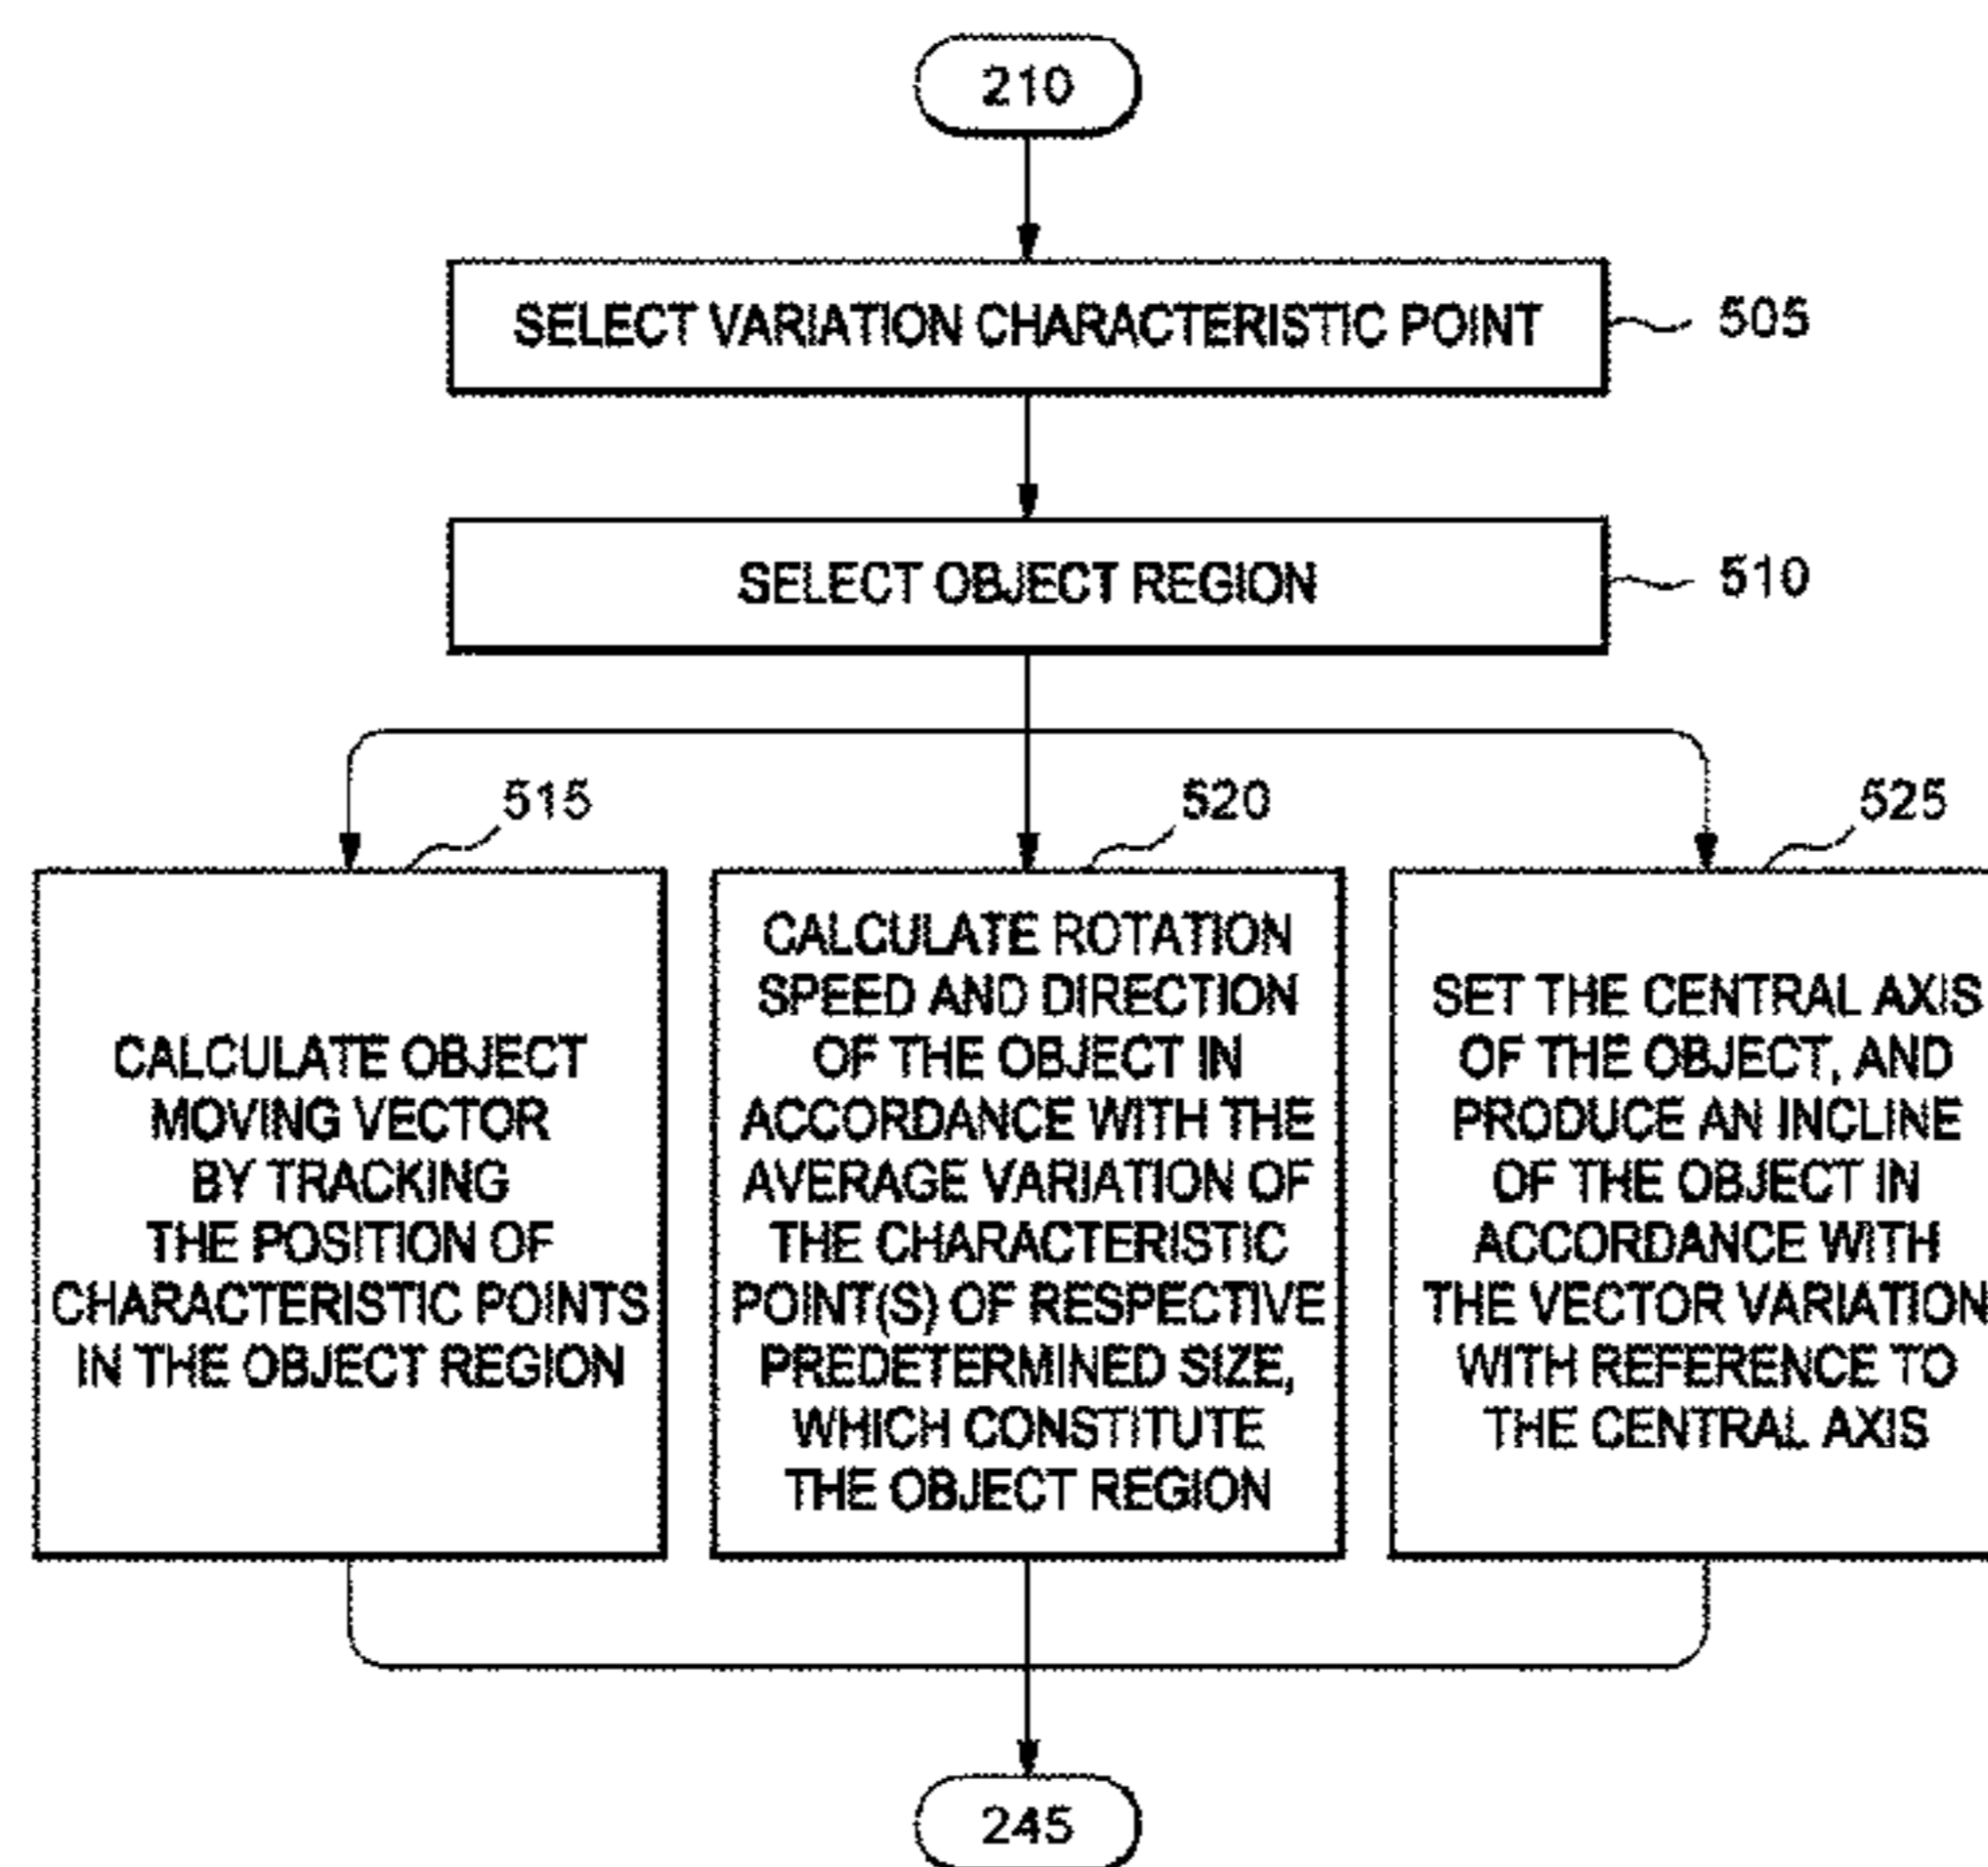 210
SELECT VARIATION CHARACTERISTIC POINT
505
SELECT OBJECT REGION
510
515
CALCULATE OBJECT
MOVING VECTOR
BY TRACKING
THE POSITION OF
CHARACTERISTIC POINTS
IN THE OBJECT REGION
520
CALCULATE ROTATION
SPEED AND DIRECTION
OF THE OBJECT IN
ACCORDANCE WITH THE
AVERAGE VARIATION OF
THE CHARACTERISTIC
POINT(S) OF RESPECTIVE
PREDETERMINED SIZE,
WHICH CONSTITUTE
THE OBJECT REGION
525
SET THE CENTRAL AXIS
OF THE OBJECT, AND
PRODUCE AN INCLINE
OF THE OBJECT IN
ACCORDANCE WITH
THE VECTOR VARIATION
WITH REFERENCE TO
THE CENTRAL AXIS
245